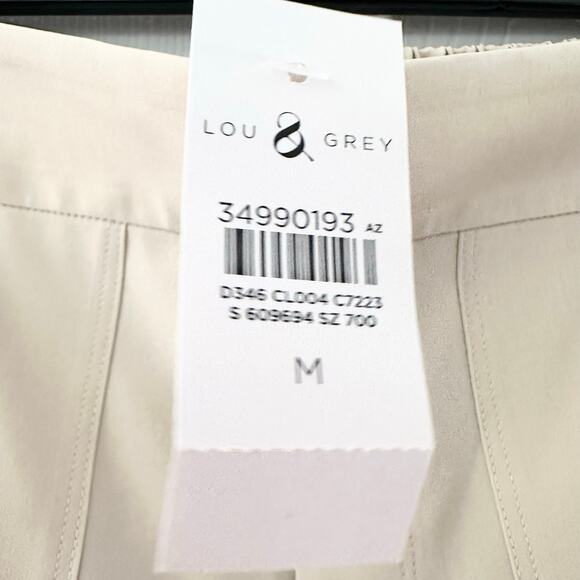 LOU & GREY
34990193 AZ
D346 CL004 C7223
S 609694 SZ 700
M